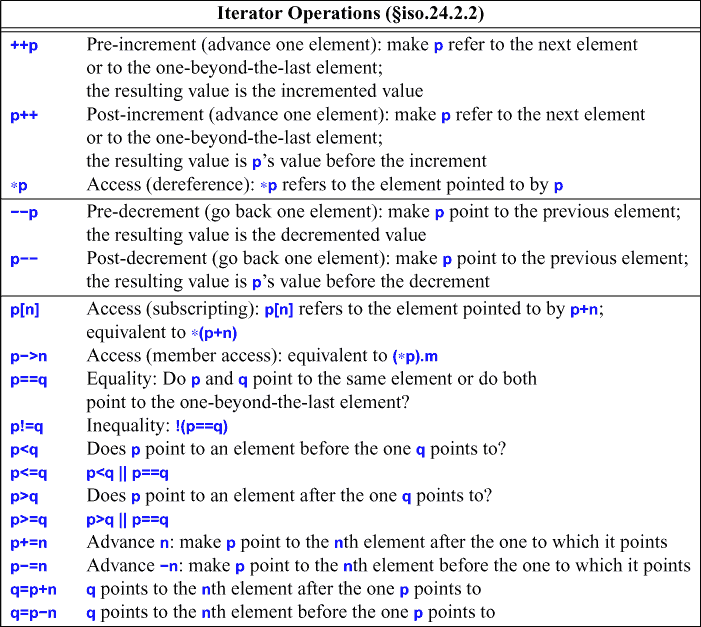 Iterator Operations (§iso.24.2.2)
++p Pre-increment (advance one element): make p refer to the next element
or to the one-beyond-the-last element;
the resulting value is the incremented value
p++ Post-increment (advance one element): make p refer to the next element
or to the one-beyond-the-last element;
the resulting value is p’s value before the increment
*p Access (dereference): *p refers to the element pointed to by p
−−p Pre-decrement (go back one element): make p point to the previous element;
the resulting value is the decremented value
p−− Post-decrement (go back one element): make p point to the previous element;
the resulting value is p’s value before the decrement
p[n] Access (subscripting): p[n] refers to the element pointed to by p+n;
equivalent to *(p+n)
p−>n Access (member access): equivalent to (*p).m
p==q Equality: Do p and q point to the same element or do both
point to the one-beyond-the-last element?
p!=q Inequality: !(p==q)
p<q Does p point to an element before the one q points to?
p<=q p<q || p==q
p>q Does p point to an element after the one q points to?
p>=q p>q || p==q
p+=n Advance n: make p point to the nth element after the one to which it points
p−=n Advance −n: make p point to the nth element before the one to which it points
q=p+n q points to the nth element after the one p points to
q=p−n q points to the nth element before the one p points to